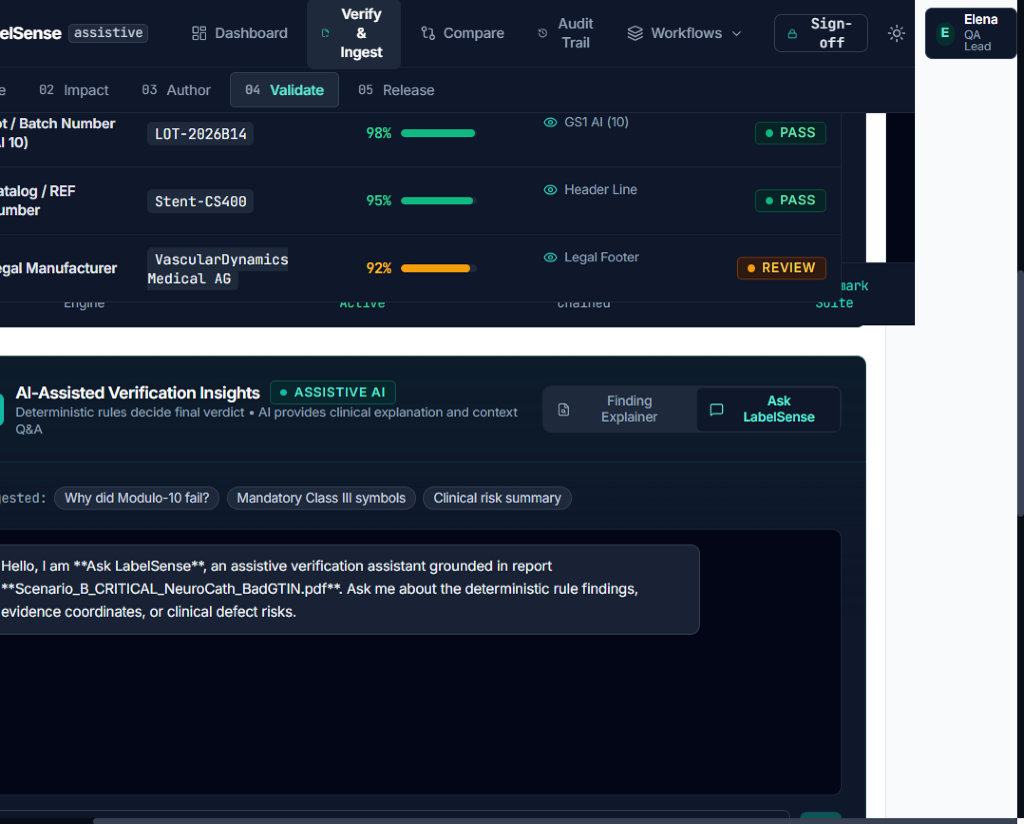 elSense assistive
Dashboard
Verify
&
Ingest
Compare
Audit
Trail
Workflows
Sign-
off
E
Elena
QA
Lead
e
02 Impact
03 Author
04 Validate
05 Release
ot / Batch Number
I 10)
LOT-2026B14
98%
GS1 AI (10)
PASS
atalog / REF
umber
Stent-CS400
95%
Header Line
PASS
egal Manufacturer
VascularDynamics
Medical AG
92%
Legal Footer
REVIEW
mark
Engine
Active
chained
Suite
AI-Assisted Verification Insights
ASSISTIVE AI
Deterministic rules decide final verdict • AI provides clinical explanation and context
Q&A
Finding
Explainer
Ask
LabelSense
ested:
Why did Modulo-10 fail?
Mandatory Class III symbols
Clinical risk summary
Hello, I am **Ask LabelSense**, an assistive verification assistant grounded in report
**Scenario_B_CRITICAL_NeuroCath_BadGTIN.pdf**. Ask me about the deterministic rule findings,
evidence coordinates, or clinical defect risks.